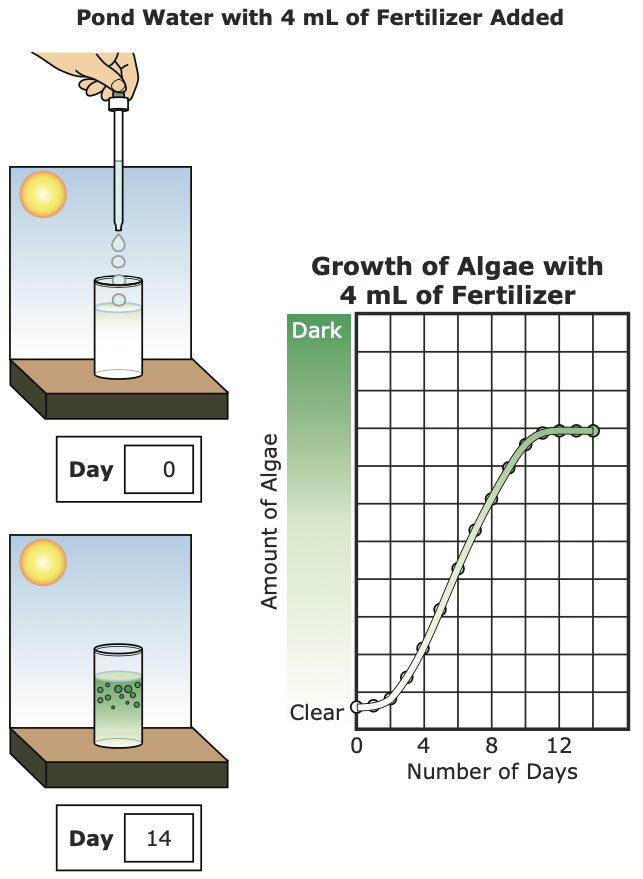 Pond Water with 4 mL of Fertilizer Added
Day 0
Day 14
Growth of Algae with
4 mL of Fertilizer
Dark
Amount of Algae
Clear
0 4 8 12
Number of Days